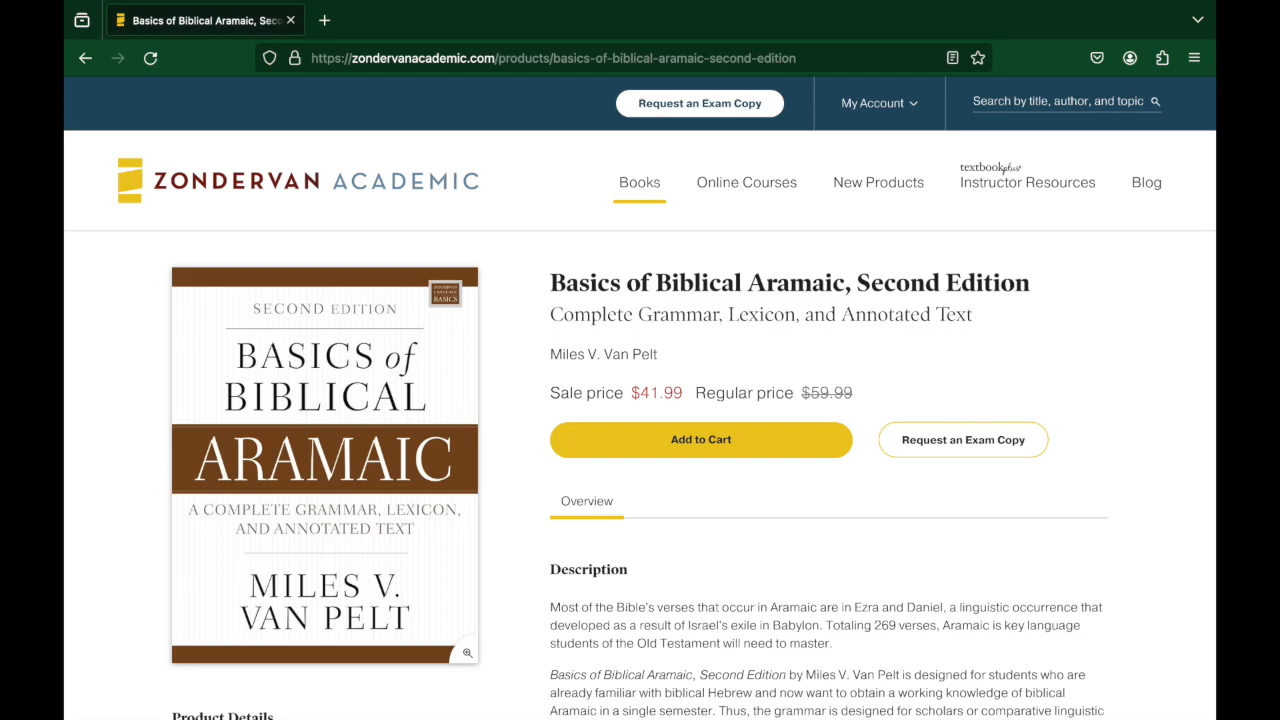 Basics of Biblical Aramaic, Seco
https://zondervanacademic.com/products/basics-of-biblical-aramaic-second-edition
Request an Exam Copy
My Account
Search by title, author, and topic
ZONDERVAN ACADEMIC
Books
Online Courses
New Products
textbookplus+
Instructor Resources
Blog
SECOND EDITION
ZONDERVAN
LANGUAGE
BASICS
BASICS of
BIBLICAL
ARAMAIC
A COMPLETE GRAMMAR, LEXICON,
AND ANNOTATED TEXT
MILES V.
VAN PELT
Product Details
Basics of Biblical Aramaic, Second Edition
Complete Grammar, Lexicon, and Annotated Text
Miles V. Van Pelt
Sale price $41.99 Regular price $59.99
Add to Cart
Request an Exam Copy
Overview
Description
Most of the Bible's verses that occur in Aramaic are in Ezra and Daniel, a linguistic occurrence that
developed as a result of Israel's exile in Babylon. Totaling 269 verses, Aramaic is key language
students of the Old Testament will need to master.
Basics of Biblical Aramaic, Second Edition by Miles V. Van Pelt is designed for students who are
already familiar with biblical Hebrew and now want to obtain a working knowledge of biblical
Aramaic in a single semester. Thus, the grammar is designed for scholars or comparative linguistic